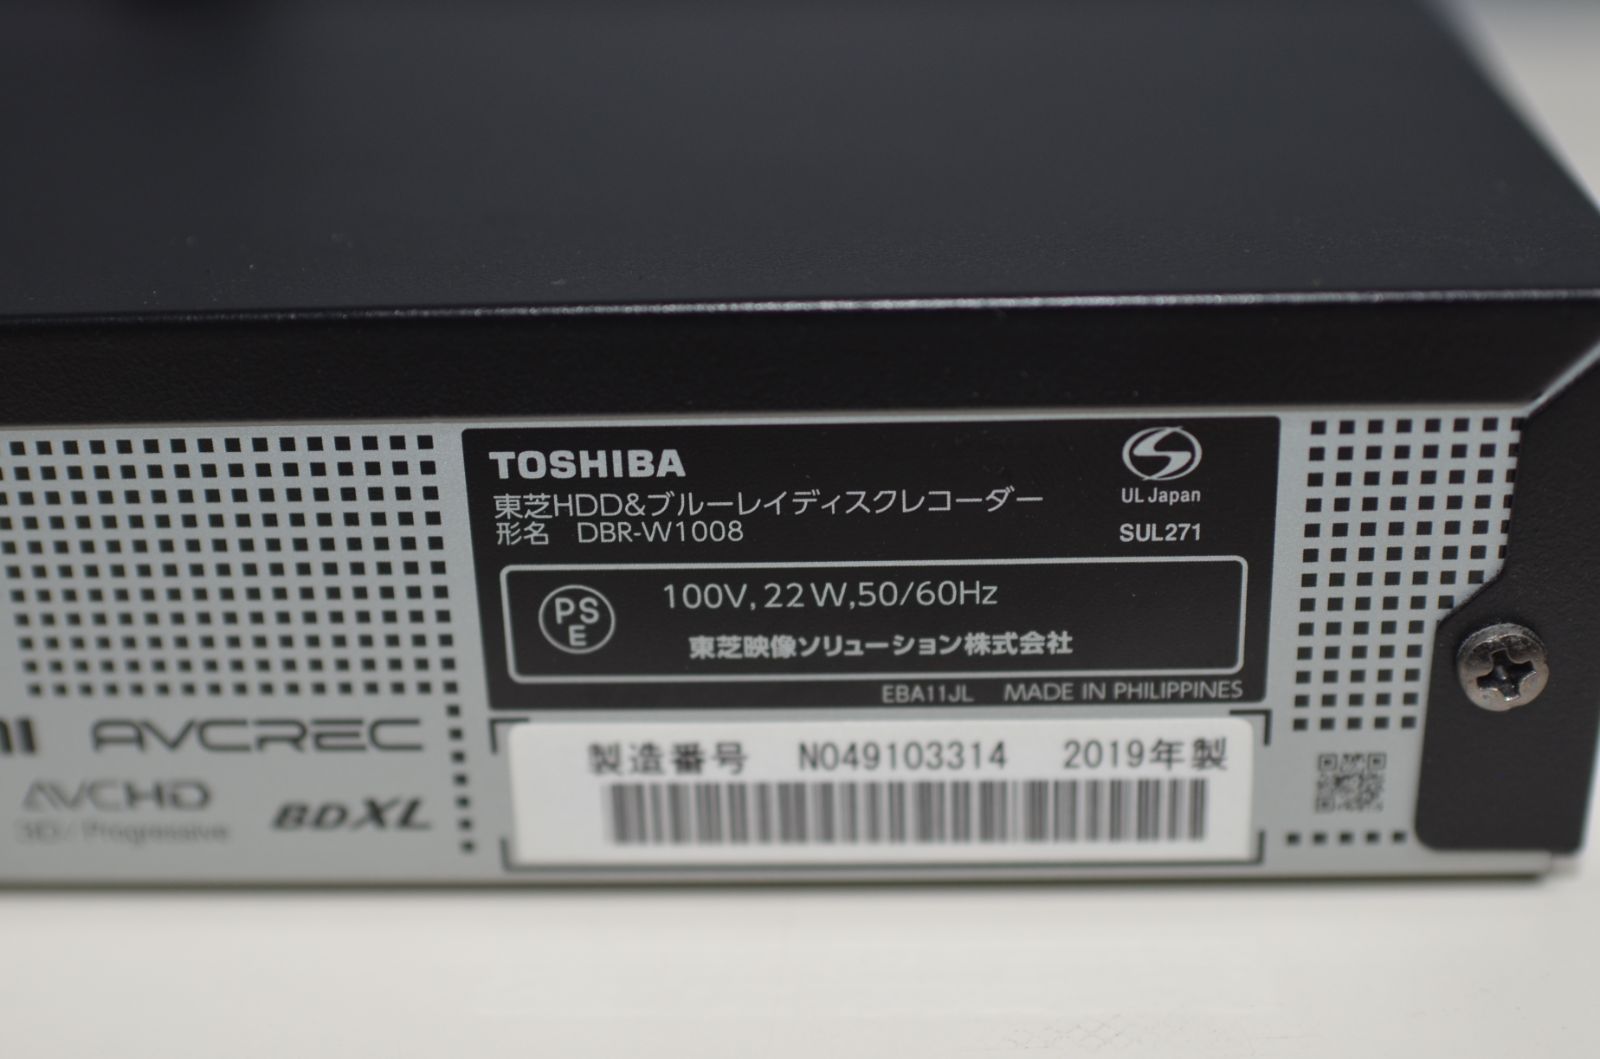 TOSHIBA
東芝HDD&ブルーレイディスクレコーダー
形名 DBR-W1008
UL Japan
SUL271
PSE
100V, 22W, 50/60Hz
東芝映像ソリューション株式会社
EBA11JL MADE IN PHILIPPINES
製造番号 N049103314 2019年製
AVCREC
AVCHD
3D/Progressive
BDXL